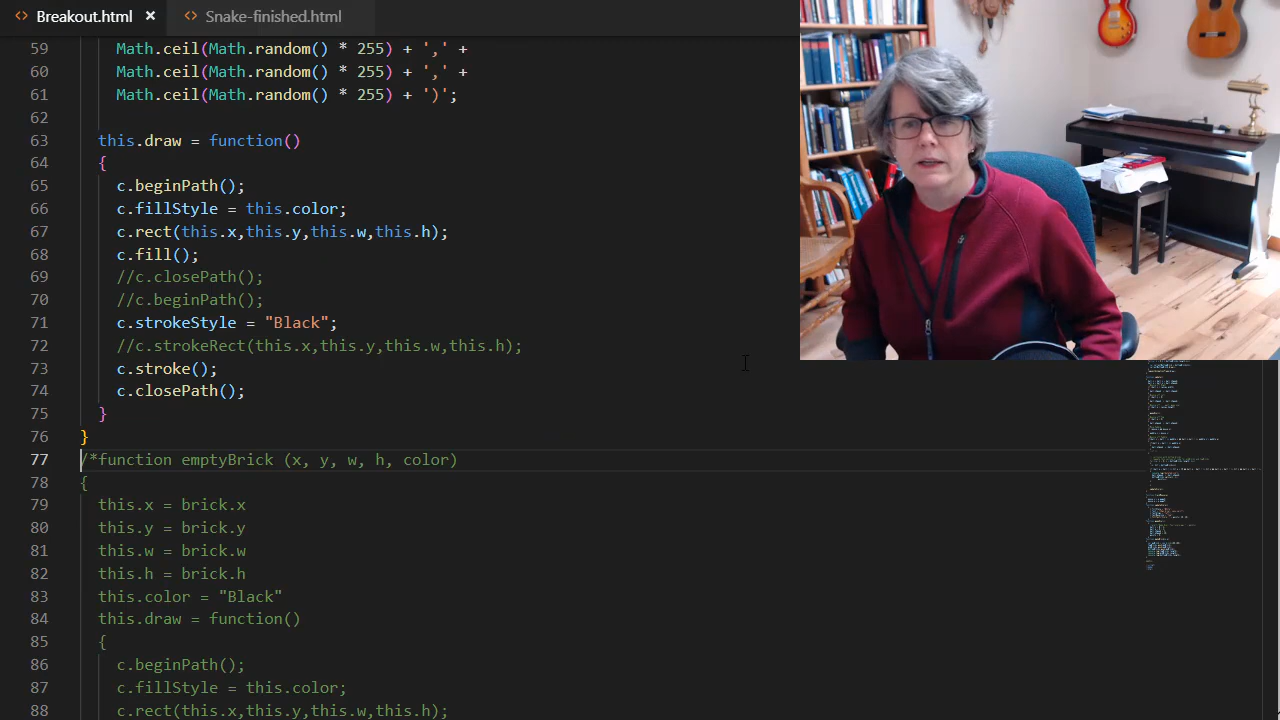 Breakout.html
Snake-finished.html
59 Math.ceil(Math.random() * 255) + ',' +
60 Math.ceil(Math.random() * 255) + ',' +
61 Math.ceil(Math.random() * 255) + ')';
62
63 this.draw = function()
64 {
65 c.beginPath();
66 c.fillStyle = this.color;
67 c.rect(this.x,this.y,this.w,this.h);
68 c.fill();
69 //c.closePath();
70 //c.beginPath();
71 c.strokeStyle = "Black";
72 //c.strokeRect(this.x,this.y,this.w,this.h);
73 c.stroke();
74 c.closePath();
75 }
76 }
77 /*function emptyBrick (x, y, w, h, color)
78 {
79 this.x = brick.x
80 this.y = brick.y
81 this.w = brick.w
82 this.h = brick.h
83 this.color = "Black"
84 this.draw = function()
85 {
86 c.beginPath();
87 c.fillStyle = this.color;
88 c.rect(this.x,this.y,this.w,this.h);